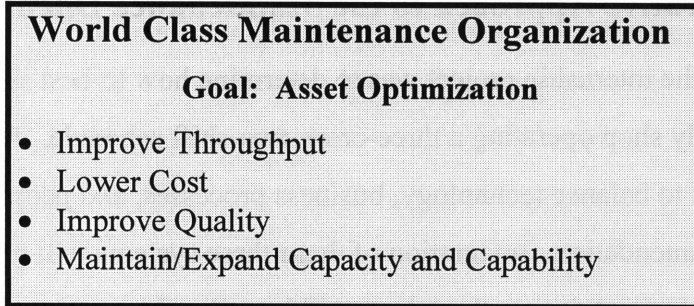 World Class Maintenance Organization
Goal: Asset Optimization
• Improve Throughput
• Lower Cost
• Improve Quality
• Maintain/Expand Capacity and Capability